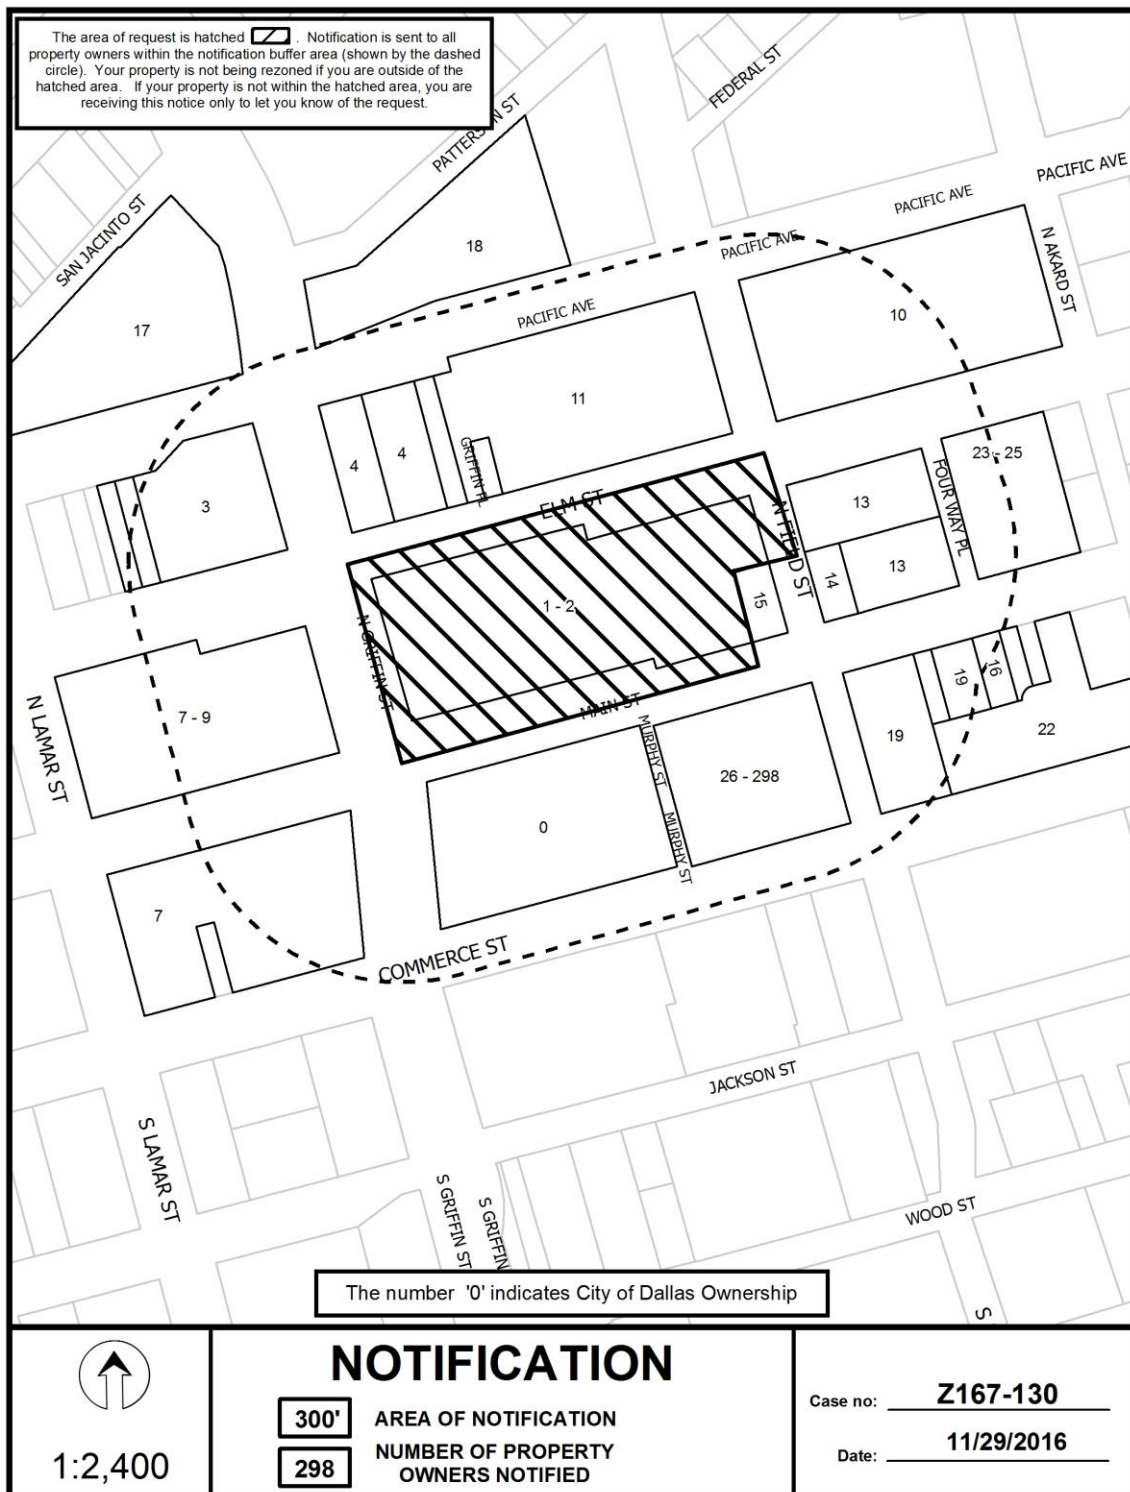 The area of request is hatched . Notification is sent to all
property owners within the notification buffer area (shown by the dashed
circle). Your property is not being rezoned if you are outside of the
hatched area. If your property is not within the hatched area, you are
receiving this notice only to let you know of the request.
FEDERAL ST
PATTERSON ST
PACIFIC AVE
PACIFIC AVE
SAN JACINTO ST
PACIFIC AVE
N AKARD ST
18
PACIFIC AVE
17
10
11
4
4
GRIFFIN PL
23 - 25
FOUR WAY PL
3
ELM ST
13
N FIELD ST
13
14
1 - 2
15
N GRIFFIN ST
19
16
MAIN ST
N LAMAR ST
7 - 9
MURPHY ST
19
22
26 - 298
0
MURPHY ST
7
COMMERCE ST
JACKSON ST
S LAMAR ST
S GRIFFIN ST
S GRIFFIN
WOOD ST
S
The number '0' indicates City of Dallas Ownership
NOTIFICATION
300' AREA OF NOTIFICATION
298 NUMBER OF PROPERTY
OWNERS NOTIFIED
1:2,400
Case no: Z167-130
Date: 11/29/2016